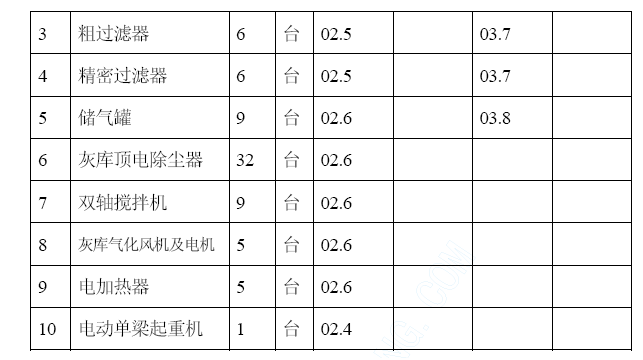 3 粗过滤器 6 台 02.5 03.7
4 精密过滤器 6 台 02.5 03.7
5 储气罐 9 台 02.6 03.8
6 灰库顶电除尘器 32 台 02.6
7 双轴搅拌机 9 台 02.6
8 灰库气化风机及电机 5 台 02.6
9 电加热器 5 台 02.6
10 电动单梁起重机 1 台 02.4